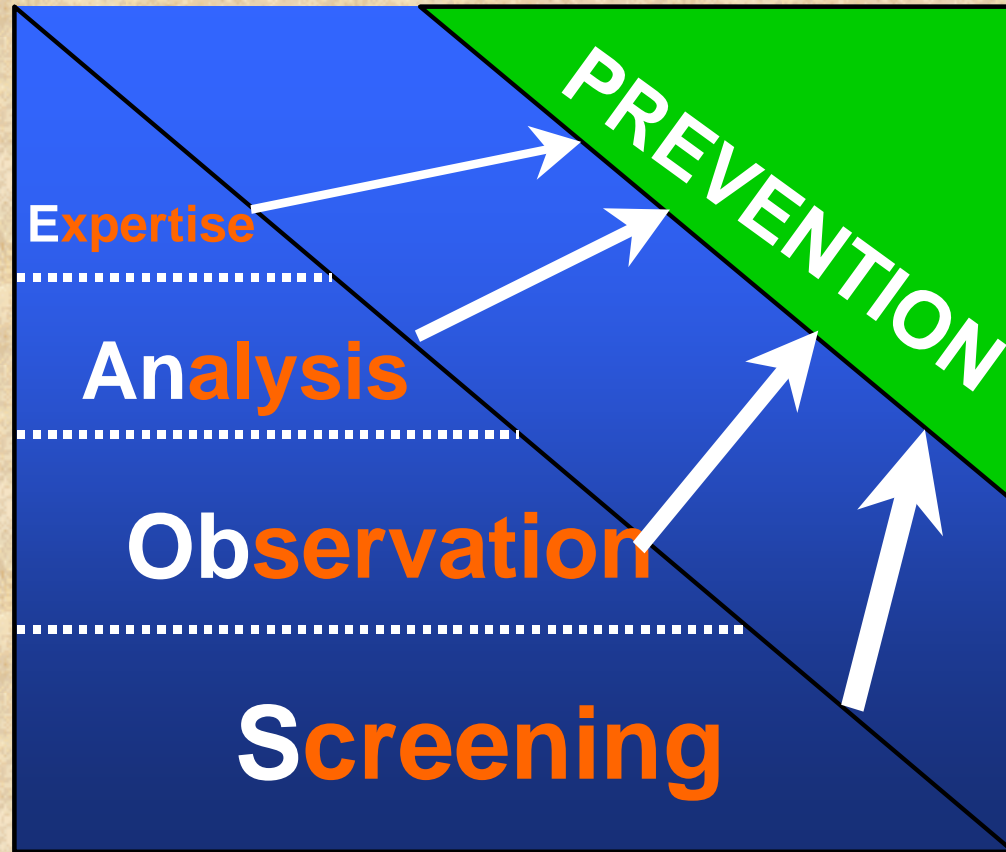 PREVENTION
Expertise
Analysis
Observation
Screening